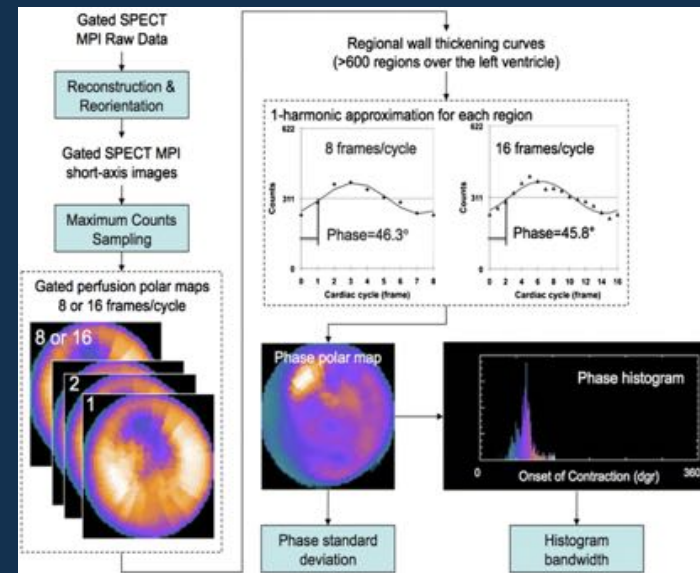 Gated SPECT
MPI Raw Data
Reconstruction &
Reorientation
Gated SPECT MPI
short-axis images
Maximum Counts
Sampling
Gated perfusion polar maps
8 or 16 frames/cycle
8 or 16
2
1
Regional wall thickening curves
(>600 regions over the left ventricle)
1-harmonic approximation for each region
622
8 frames/cycle
Counts
311
Phase=46.3°
0
0 1 2 3 4 5 6 7 8
Cardiac cycle (frame)
622
16 frames/cycle
Counts
311
Phase=45.8°
0
0 2 4 6 8 10 12 14 16
Cardiac cycle (frame)
Phase polar map
Phase histogram
0 360
Onset of Contraction (dgr)
Phase standard
deviation
Histogram
bandwidth